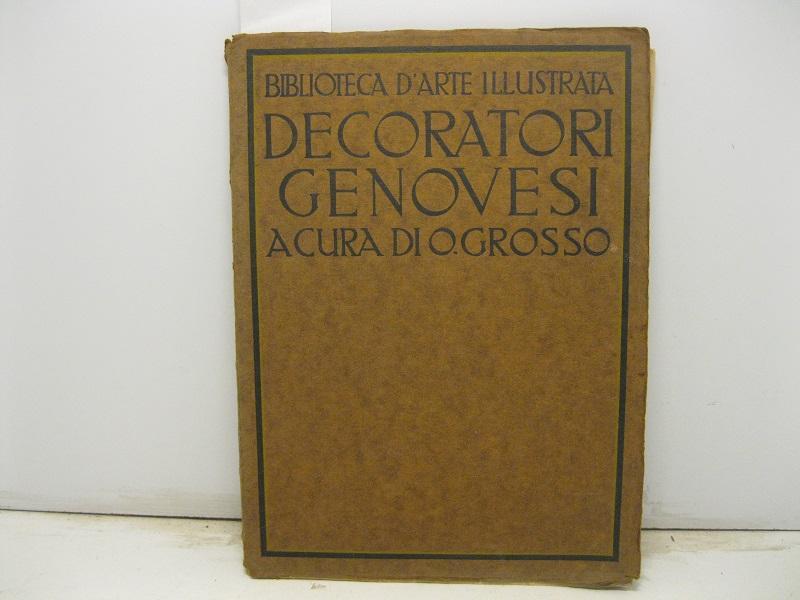 BIBLIOTECA D'ARTE ILLUSTRATA
DECORATORI
GENOVESI
A CURA DI O. GROSSO